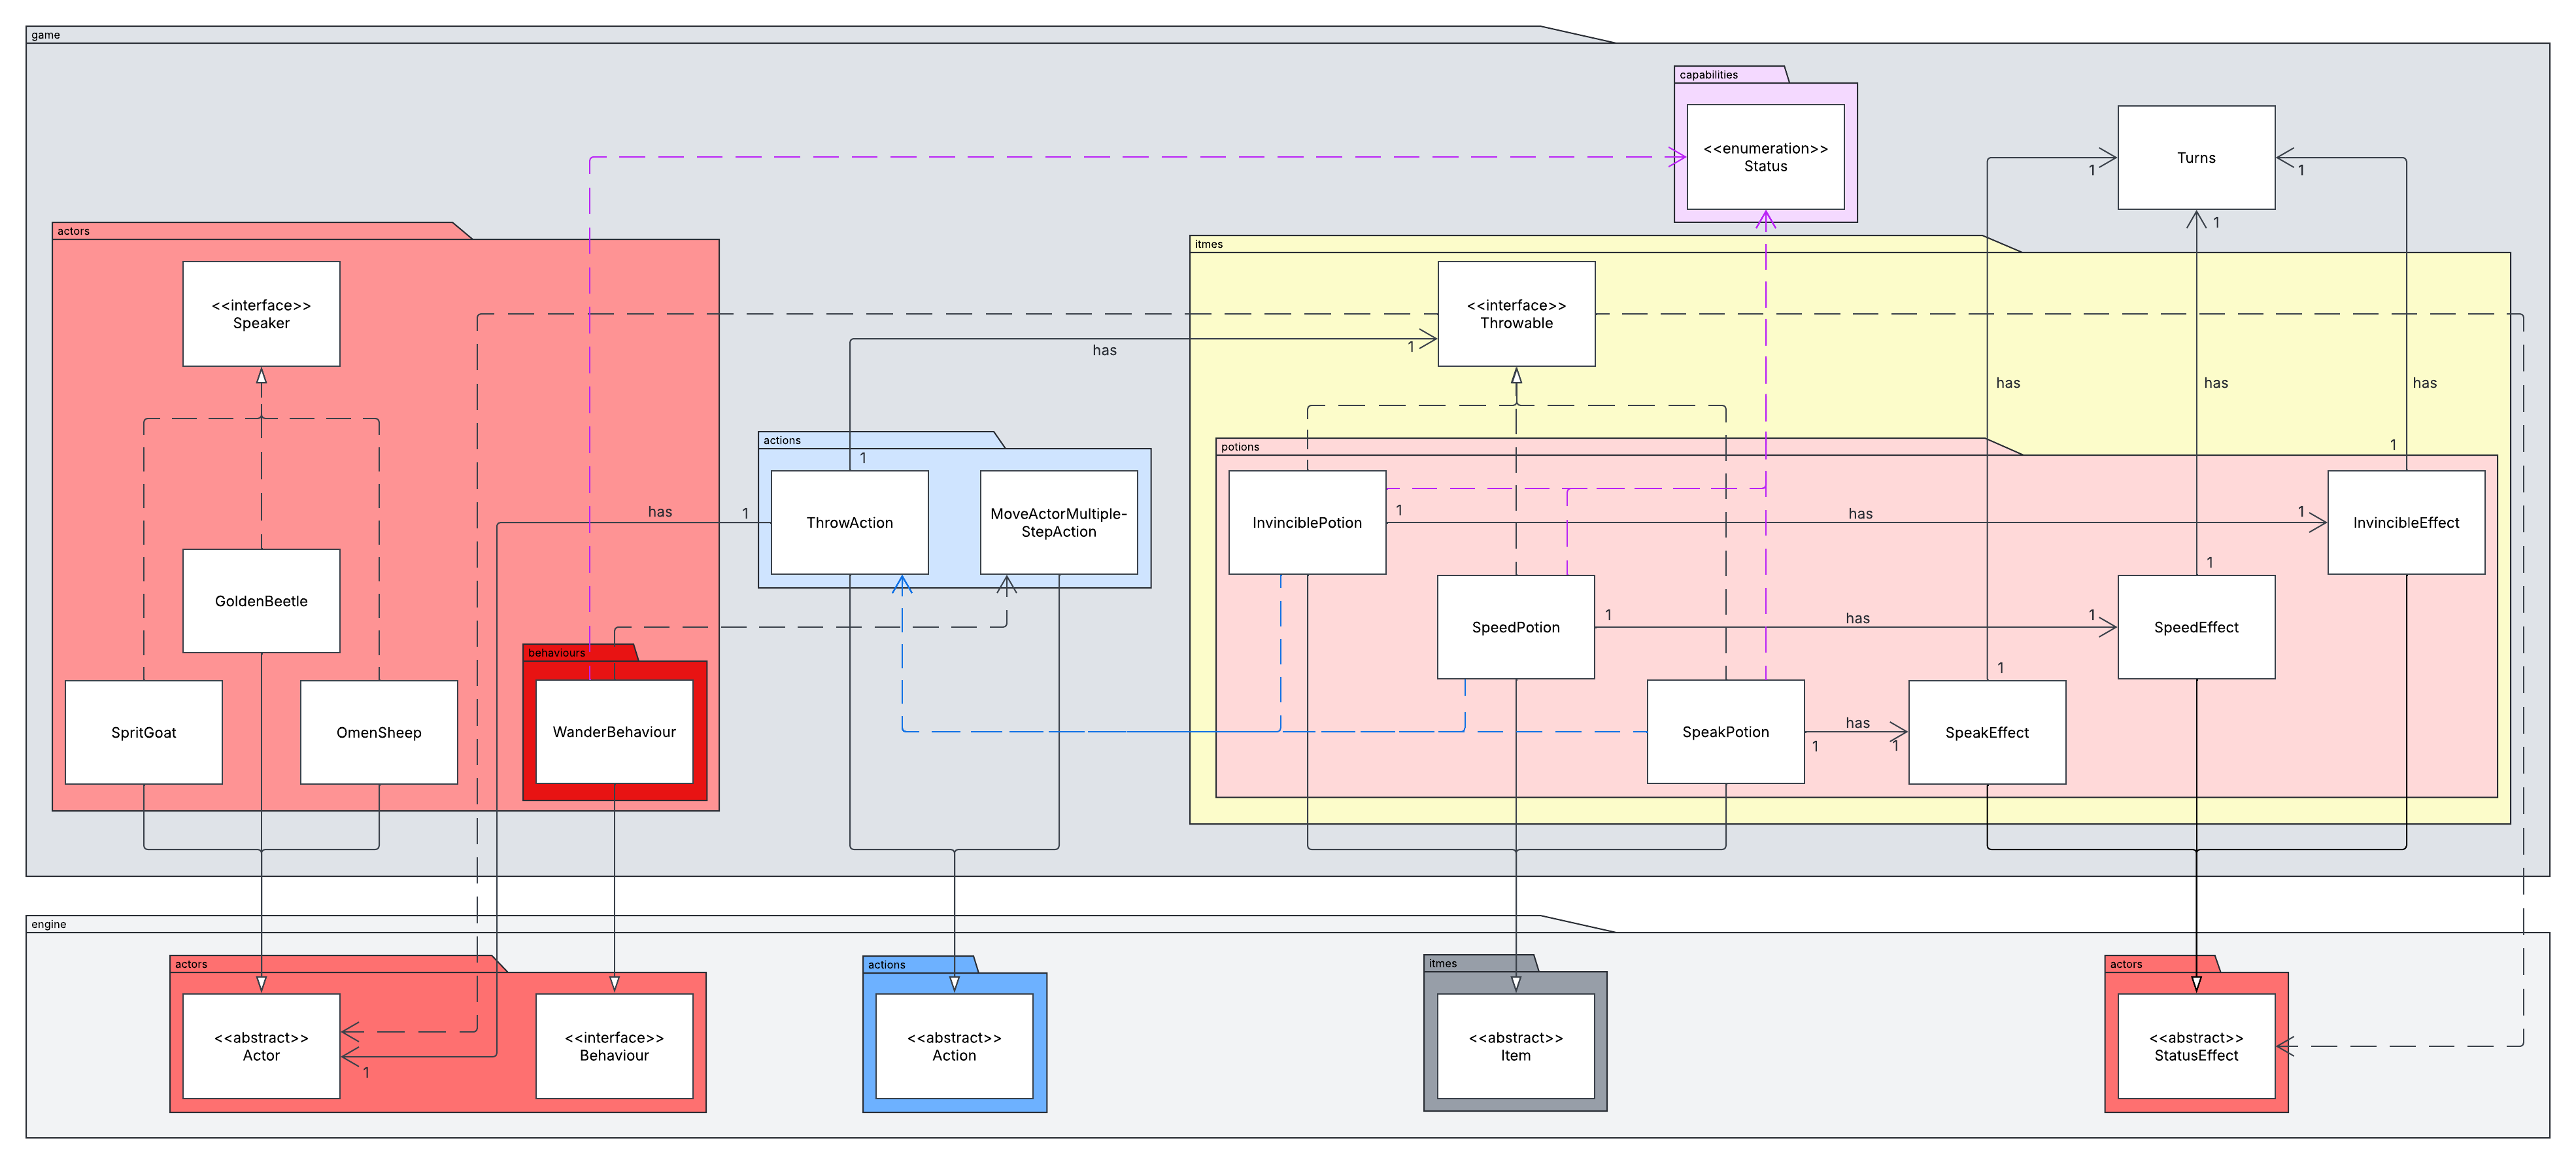 game
capabilities
<<enumeration>>
Status
Turns
1
1
1
actors
itmes
<<interface>>
Speaker
<<interface>>
Throwable
has
1
has
has
has
actions
1
potions
1
ThrowAction
MoveActorMultiple-
StepAction
has
1
InvinciblePotion
1
has
1
InvincibleEffect
GoldenBeetle
1
SpeedPotion
1
has
1
SpeedEffect
behaviours
1
SpritGoat
OmenSheep
WanderBehaviour
SpeakPotion
has
1
1
SpeakEffect
engine
actors
actions
itmes
actors
<<abstract>>
Actor
1
<<interface>>
Behaviour
<<abstract>>
Action
<<abstract>>
Item
<<abstract>>
StatusEffect